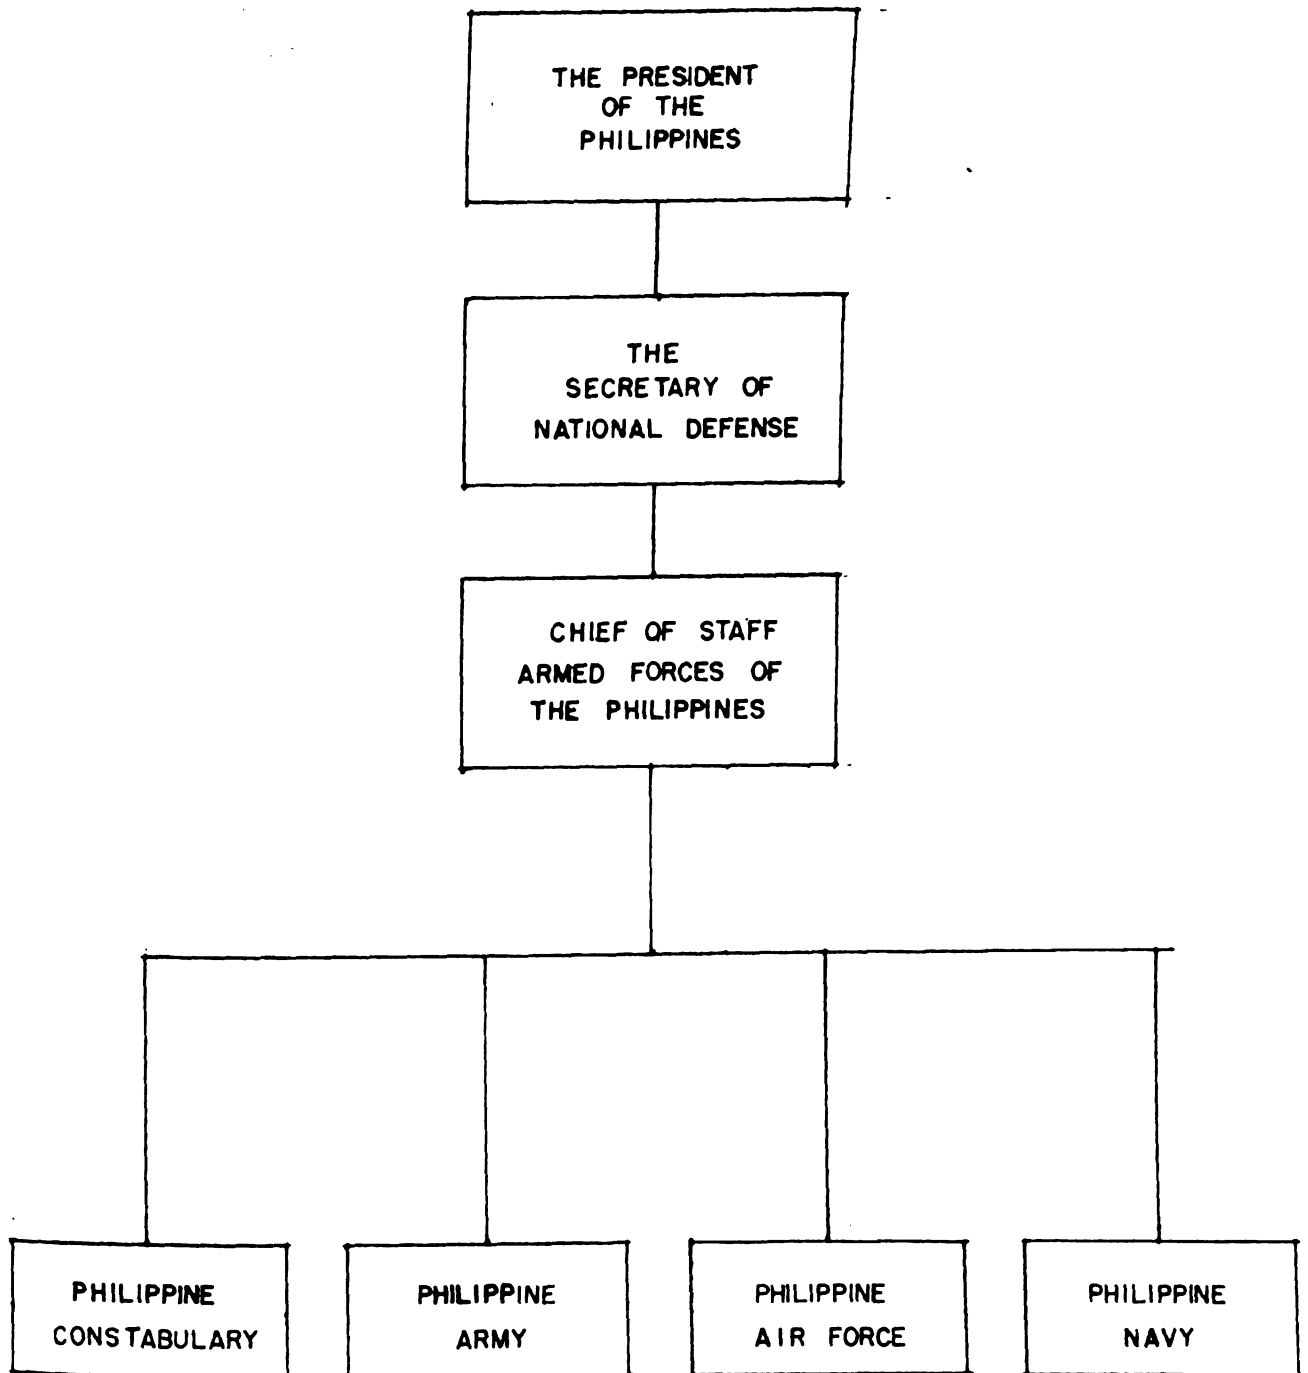 THE PRESIDENT
OF THE
PHILIPPINES
THE
SECRETARY OF
NATIONAL DEFENSE
CHIEF OF STAFF
ARMED FORCES OF
THE PHILIPPINES
PHILIPPINE
CONSTABULARY
PHILIPPINE
ARMY
PHILIPPINE
AIR FORCE
PHILIPPINE
NAVY